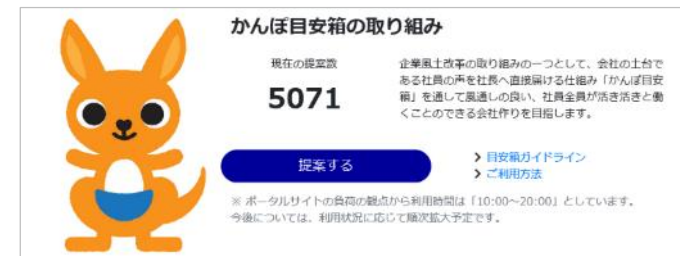 かんぽ目安箱の取り組み
現在の提案数
5071
企業風土改革の取り組みの一つとして、会社の土台で
ある社員の声を社長へ直接届ける仕組み「かんぽ目安
箱」を通して風通しの良い、社員全員が活き活きと働
くことのできる会社作りを目指します。
提案する
> 目安箱ガイドライン
> ご利用方法
※ ポータルサイトの負荷の観点から利用時間は「10:00～20:00」としています。
今後については、利用状況に応じて順次拡大予定です。